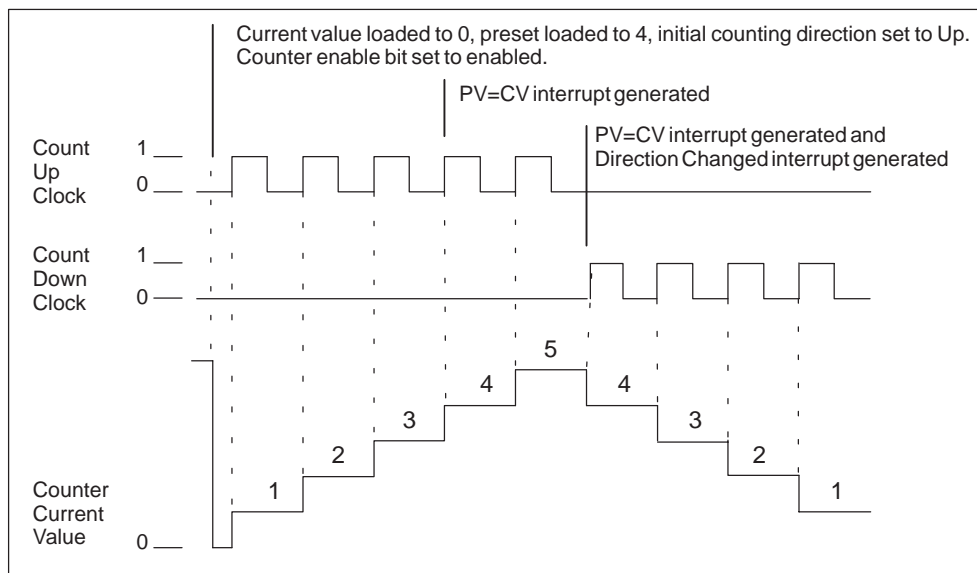 Current value loaded to 0, preset loaded to 4, initial counting direction set to Up.
Counter enable bit set to enabled.
PV=CV interrupt generated
PV=CV interrupt generated and
Direction Changed interrupt generated
Count
Up
Clock
1
0
Count
Down
Clock
1
0
5
4
4
3
3
2
2
1
1
Counter
Current
Value
0